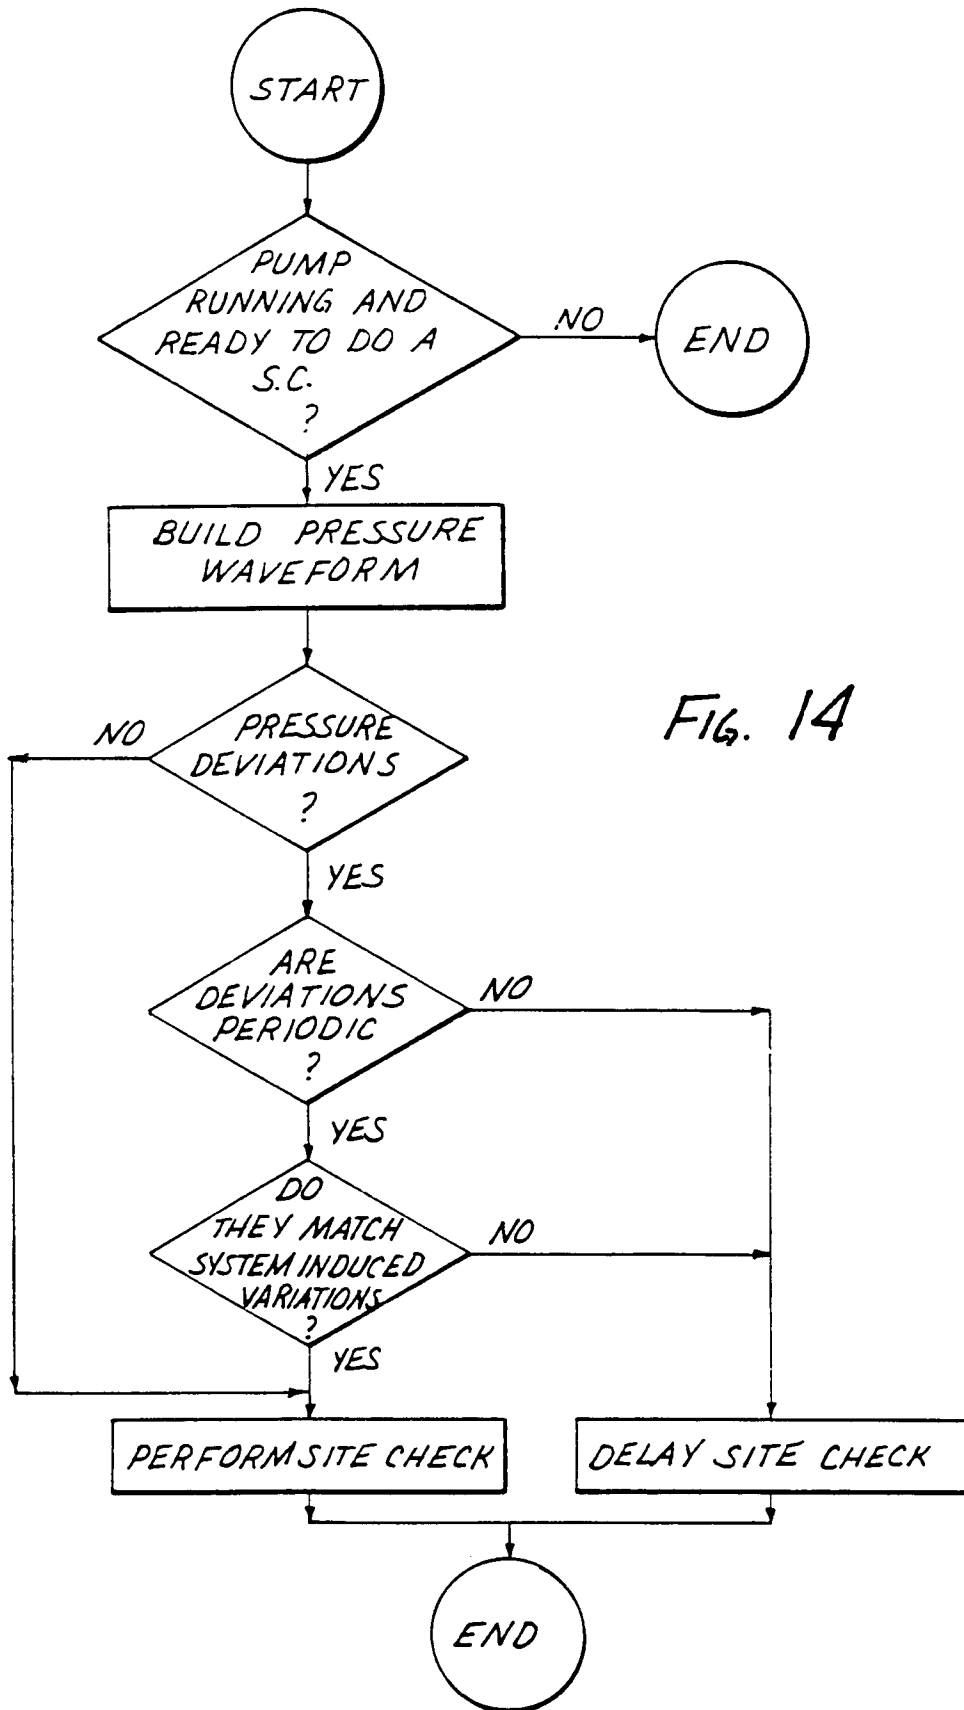 START
PUMP
RUNNING AND
READY TO DO A
S.C.
?
NO
END
YES
BUILD PRESSURE
WAVEFORM
FIG. 14
NO
PRESSURE
DEVIATIONS
?
YES
ARE
DEVIATIONS
PERIODIC
?
NO
YES
DO
THEY MATCH
SYSTEM INDUCED
VARIATIONS
?
NO
YES
PERFORM SITE CHECK
DELAY SITE CHECK
END